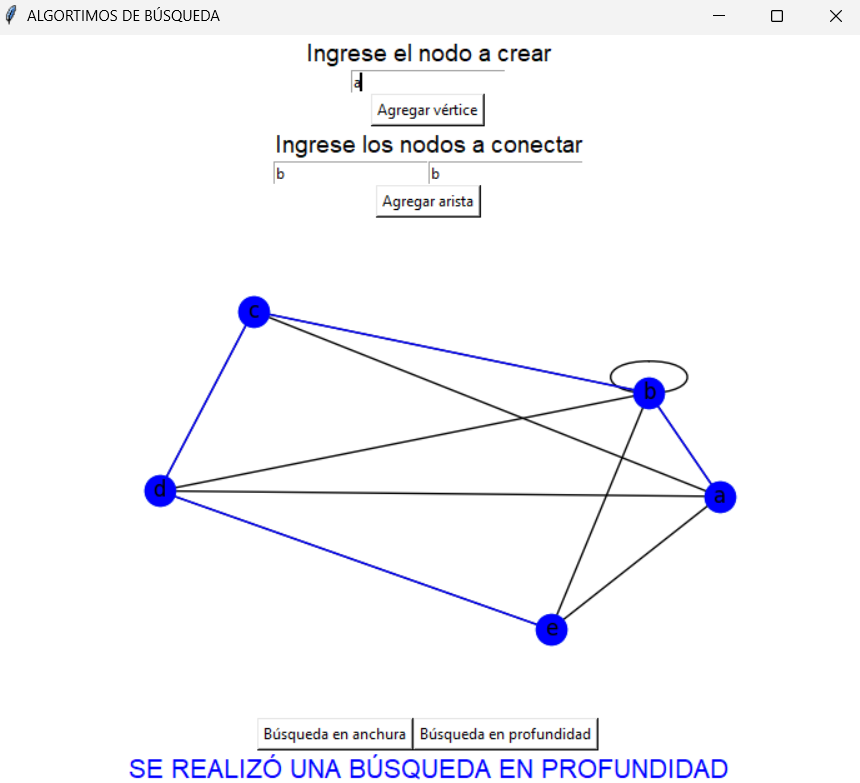 ALGORTIMOS DE BÚSQUEDA
Ingrese el nodo a crear
a
Agregar vértice
Ingrese los nodos a conectar
b b
Agregar arista
c
b
d
a
e
Búsqueda en anchura Búsqueda en profundidad
SE REALIZÓ UNA BÚSQUEDA EN PROFUNDIDAD